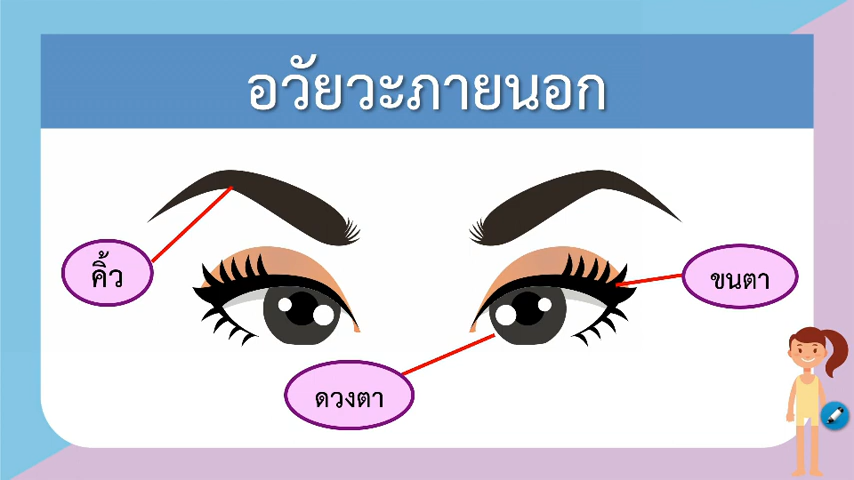 อวัยวะภายนอก
คิ้ว
ขนตา
ดวงตา